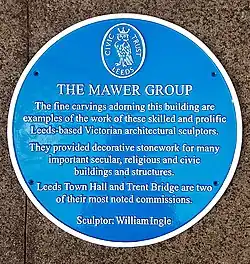 CIVIC TRUST
LEEDS
THE MAWER GROUP
The fine carvings adorning this building are
examples of the work of these skilled and prolific
Leeds-based Victorian architectural sculptors.
They provided decorative stonework for many
important secular, religious and civic
buildings and structures.
Leeds Town Hall and Trent Bridge are two
of their most noted commissions.
Sculptor: William Ingle